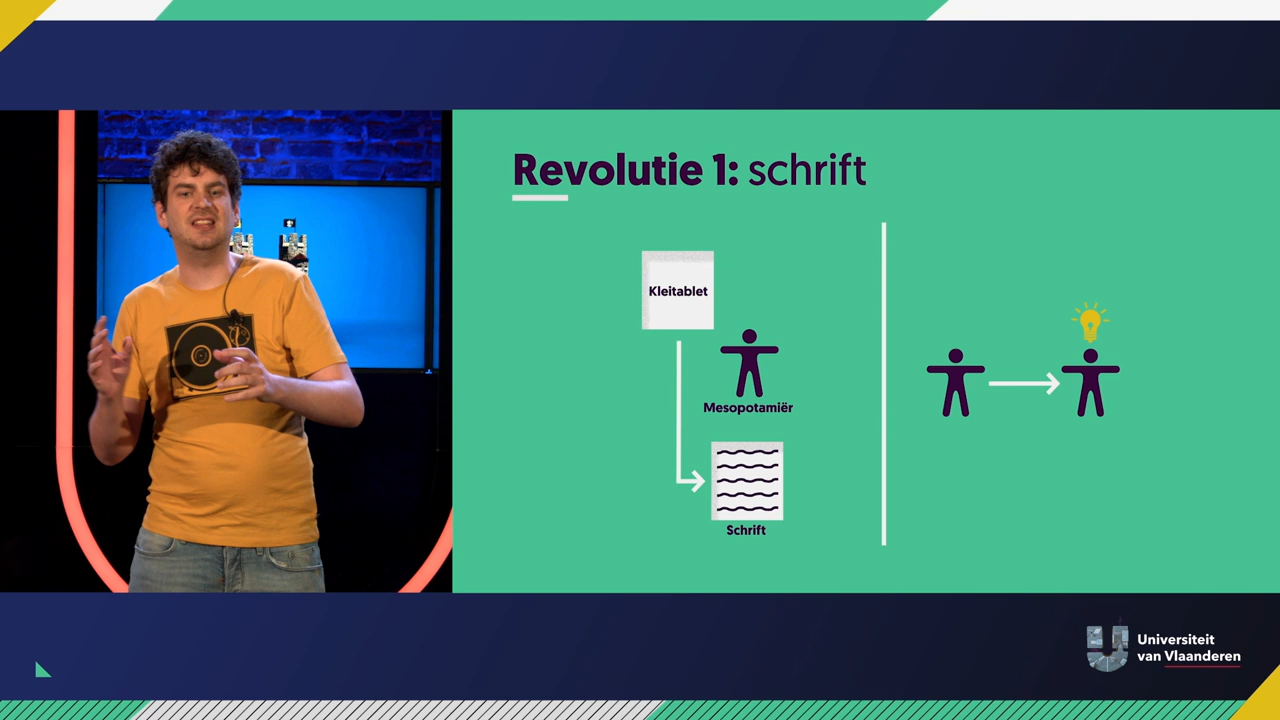 Revolutie 1: schrift
Kleitablet
Mesopotamiër
Schrift
Universiteit
van Vlaanderen